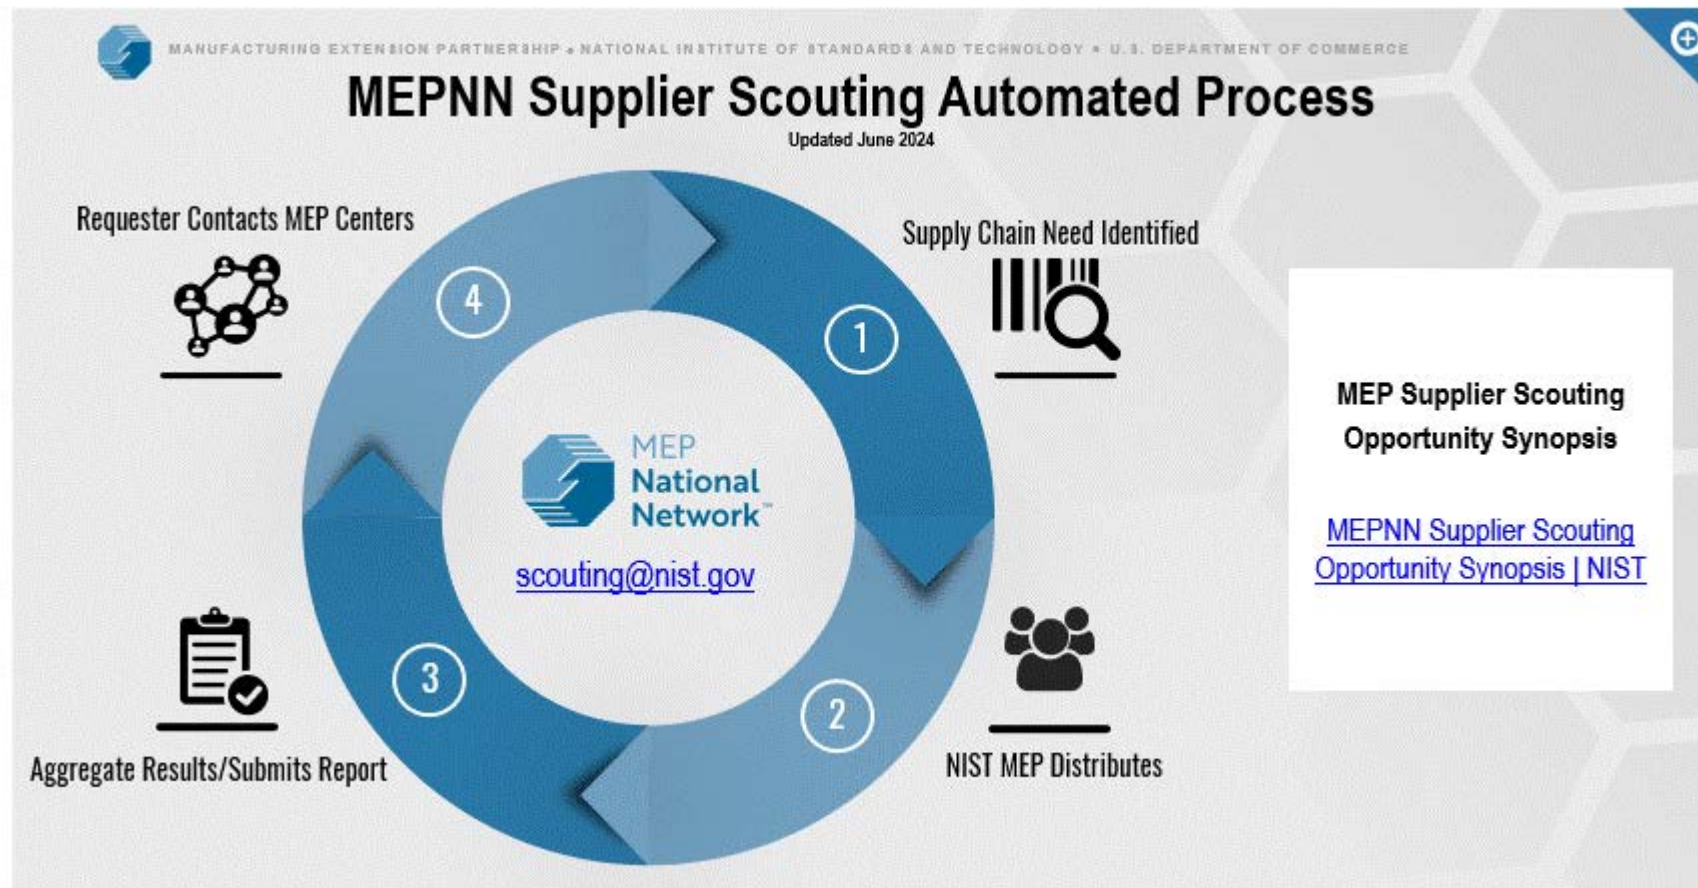 MANUFACTURING EXTENSION PARTNERSHIP • NATIONAL INSTITUTE OF STANDARDS AND TECHNOLOGY • U.S. DEPARTMENT OF COMMERCE
MEPNN Supplier Scouting Automated Process
Updated June 2024
Requester Contacts MEP Centers
4
Supply Chain Need Identified
1
MEP
National
Network™
scouting@nist.gov
3
Aggregate Results/Submits Report
2
NIST MEP Distributes
MEP Supplier Scouting
Opportunity Synopsis
MEPNN Supplier Scouting
Opportunity Synopsis | NIST